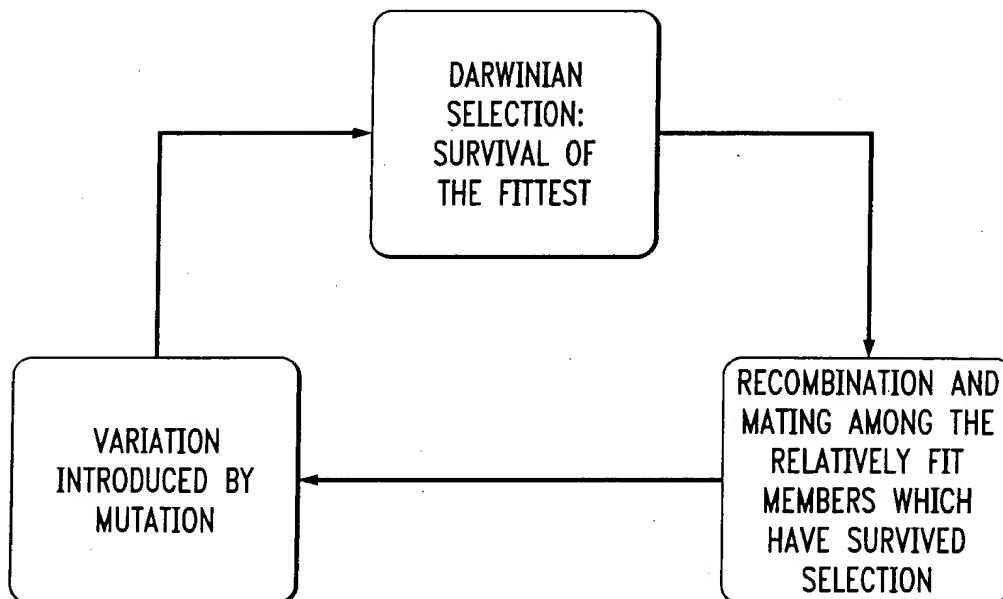 DARWINIAN
SELECTION:
SURVIVAL OF
THE FITTEST
VARIATION
INTRODUCED BY
MUTATION
RECOMBINATION AND
MATING AMONG THE
RELATIVELY FIT
MEMBERS WHICH
HAVE SURVIVED
SELECTION